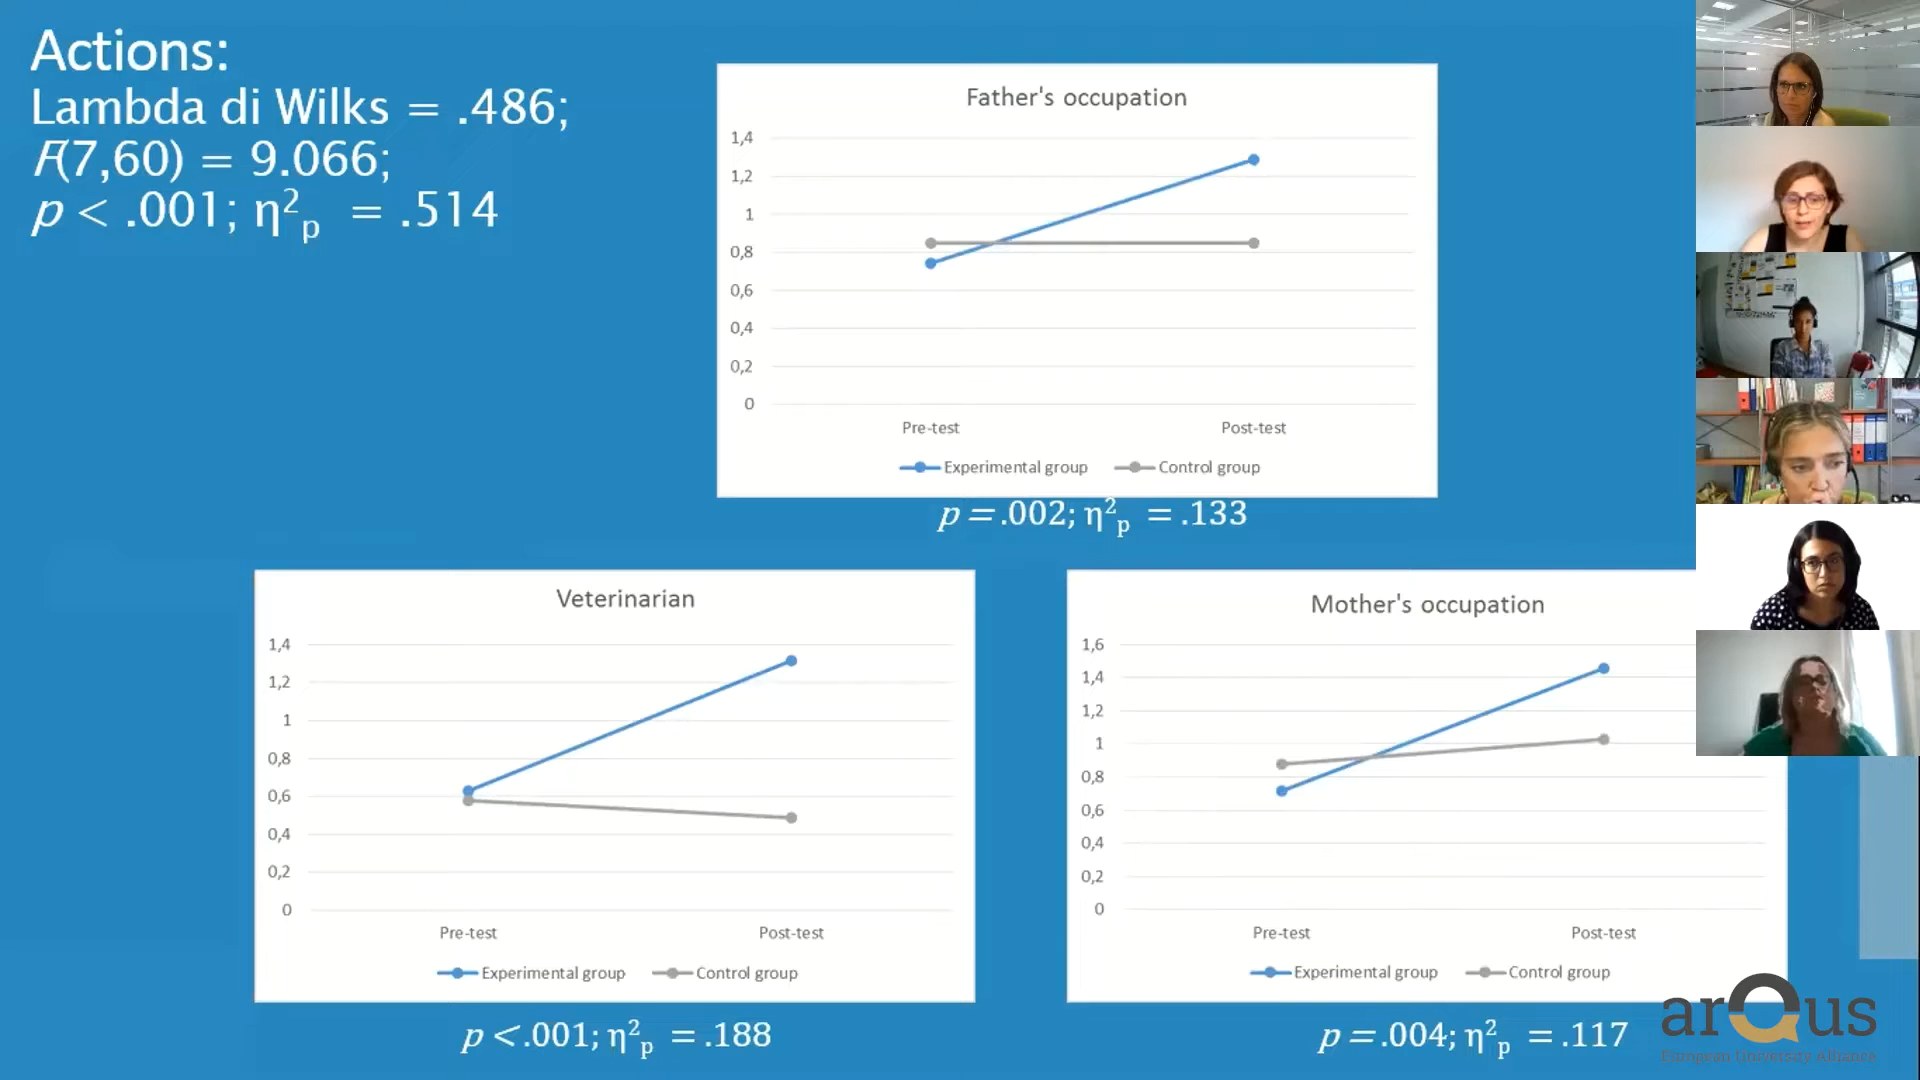 Actions:
Lambda di Wilks = .486;
F(7,60) = 9.066;
p < .001; η²p = .514
Father's occupation
1,4
1,2
1
0,8
0,6
0,4
0,2
0
Pre-test Post-test
Experimental group Control group
p = .002; η²p = .133
Veterinarian
1,4
1,2
1
0,8
0,6
0,4
0,2
0
Pre-test Post-test
Experimental group Control group
p < .001; η²p = .188
Mother's occupation
1,6
1,4
1,2
1
0,8
0,6
0,4
0,2
0
Pre-test Post-test
Experimental group Control group
p = .004; η²p = .117
arQus
European University Alliance